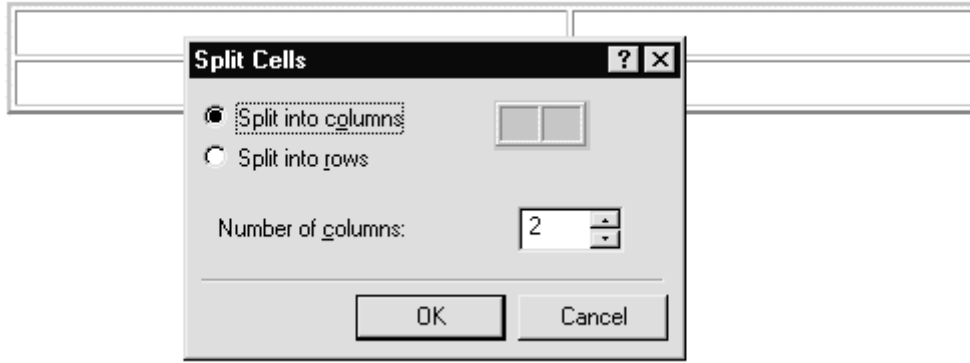 Split Cells ? X
Split into columns
Split into rows
Number of columns: 2
OK Cancel